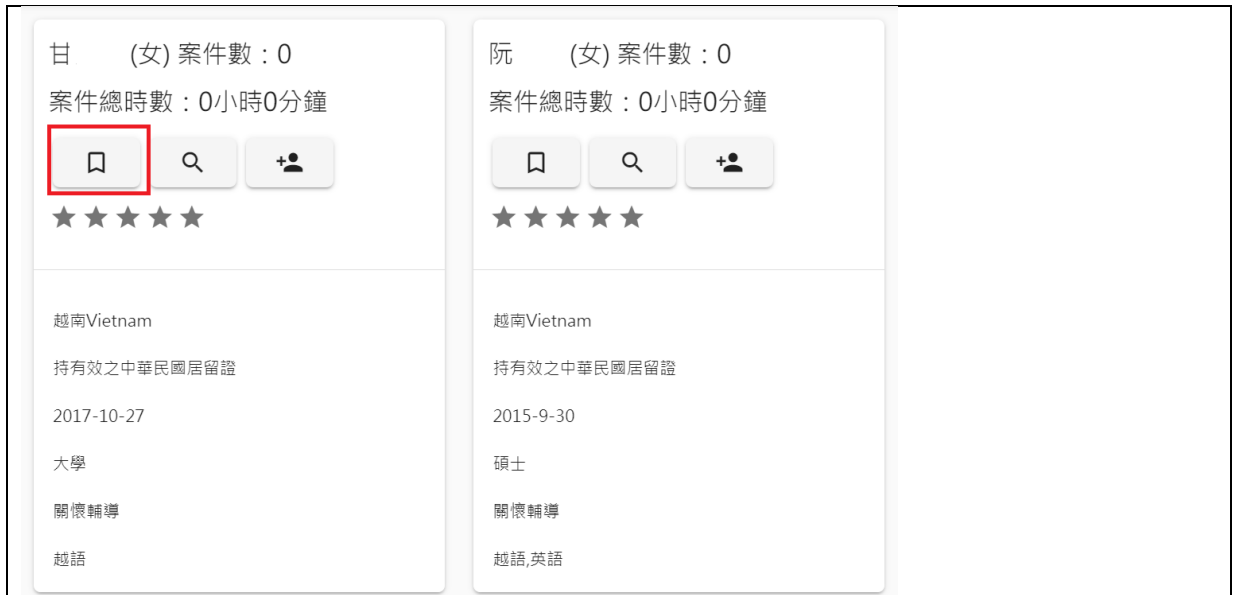 甘 (女) 案件數：0
案件總時數：0小時0分鐘
越南Vietnam
持有效之中華民國居留證
2017-10-27
大學
關懷輔導
越語
阮 (女) 案件數：0
案件總時數：0小時0分鐘
越南Vietnam
持有效之中華民國居留證
2015-9-30
碩士
關懷輔導
越語,英語